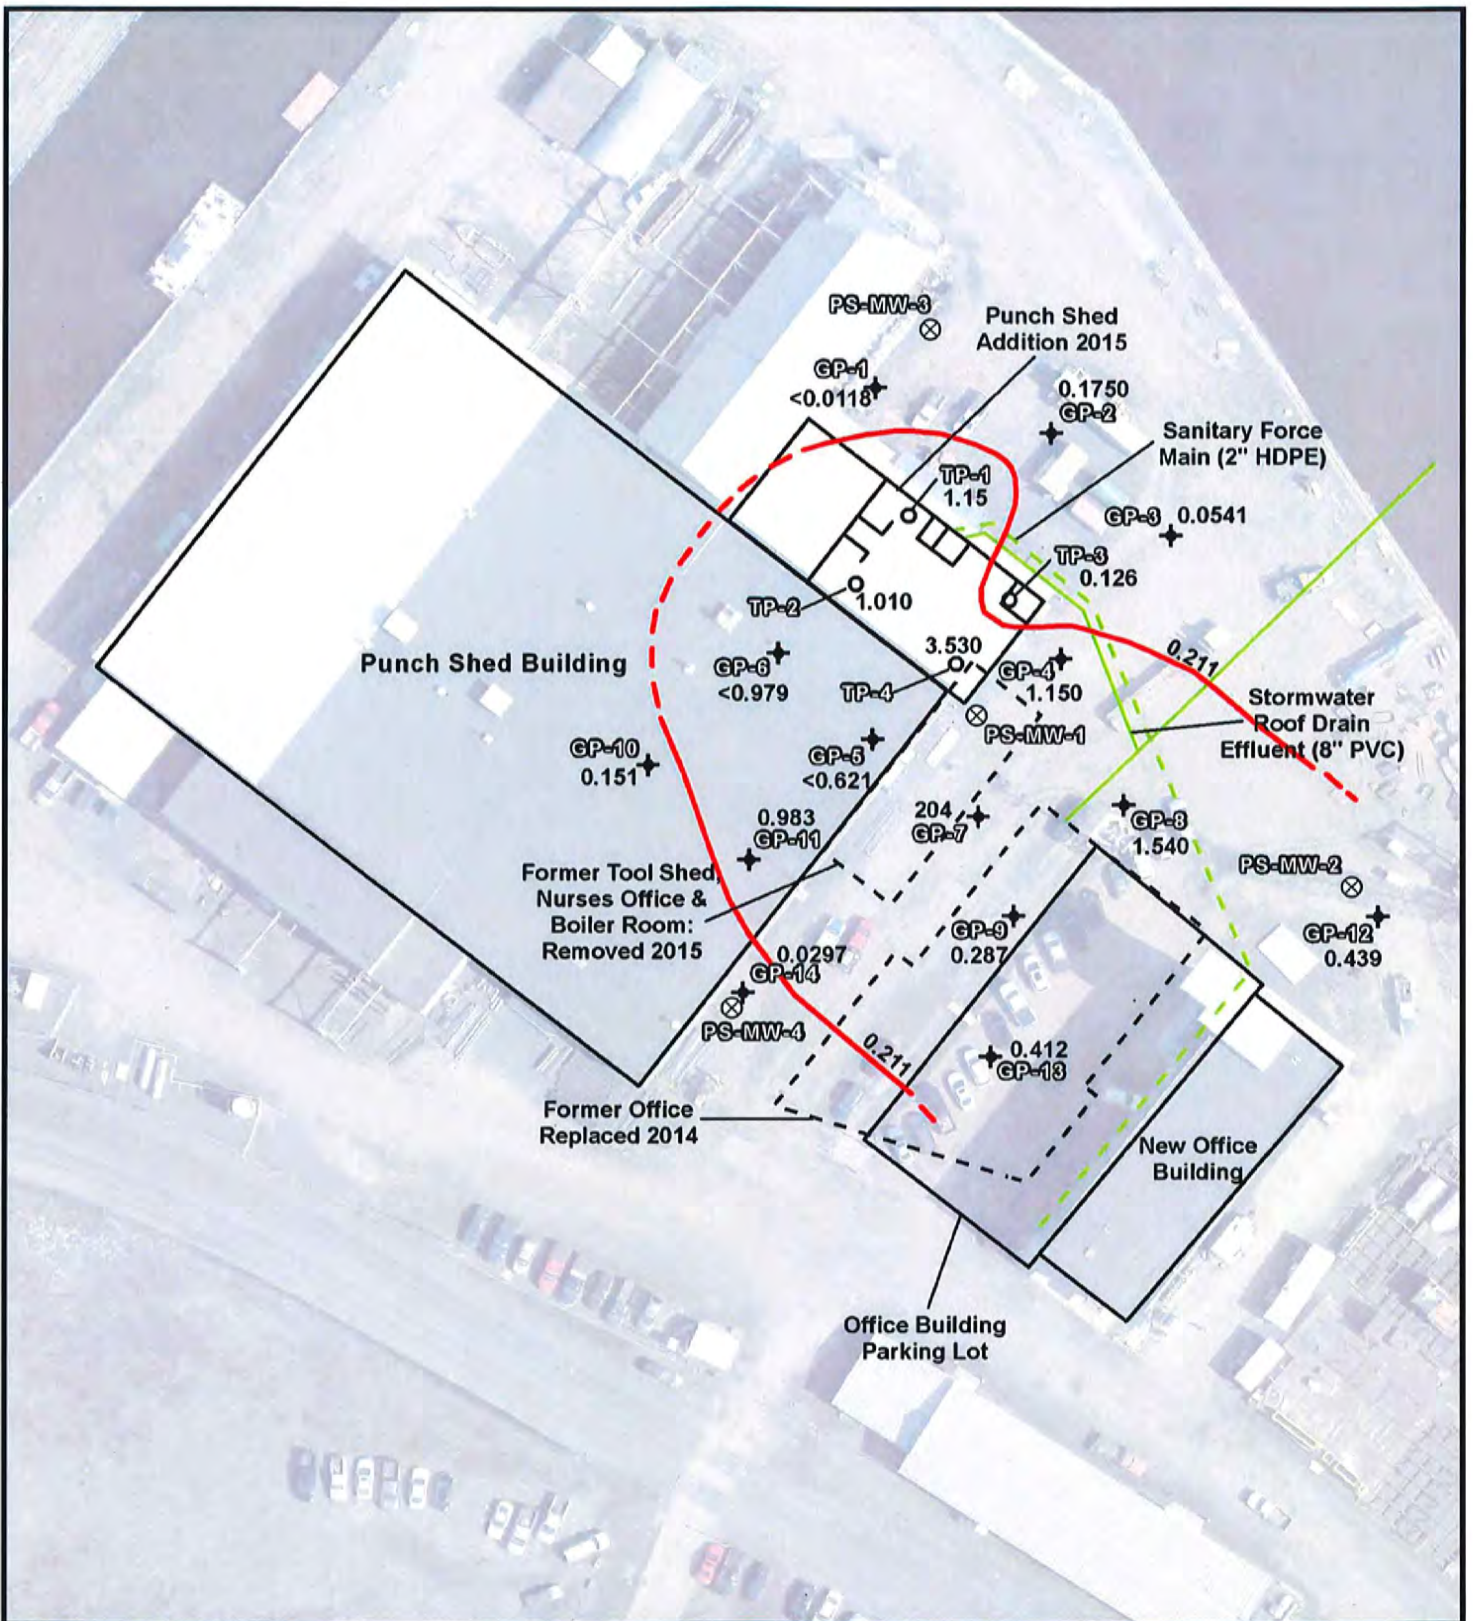 PS-MW-3
Punch Shed
Addition 2015
GP-1
<0.0118
0.1750
GP-2
Sanitary Force
Main (2" HDPE)
TP-1
1.15
GP-3 0.0541
TP-3
0.126
TP-2
1.010
Punch Shed Building
GP-6
<0.979
3.530
TP-4
GP-4
1.150
0.211
Stormwater
Roof Drain
Effluent (8" PVC)
PS-MW-1
GP-10
0.151
GP-5
<0.621
0.983
GP-11
204
GP-7
GP-8
1.540
PS-MW-2
Former Tool Shed,
Nurses Office &
Boiler Room:
Removed 2015
GP-9
0.287
GP-12
0.439
0.0297
GP-14
PS-MW-4
0.211
0.412
GP-13
Former Office
Replaced 2014
New Office
Building
Office Building
Parking Lot